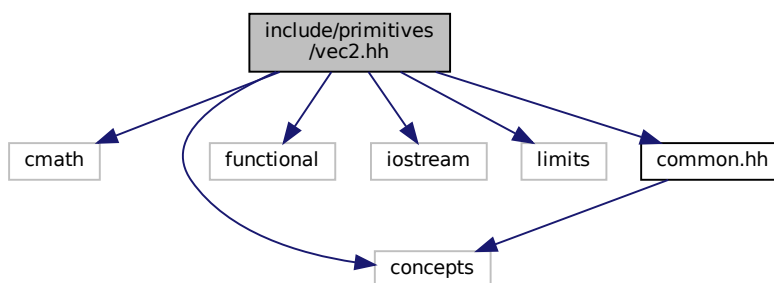 include/primitives
/vec2.hh
cmath
functional
iostream
limits
common.hh
concepts